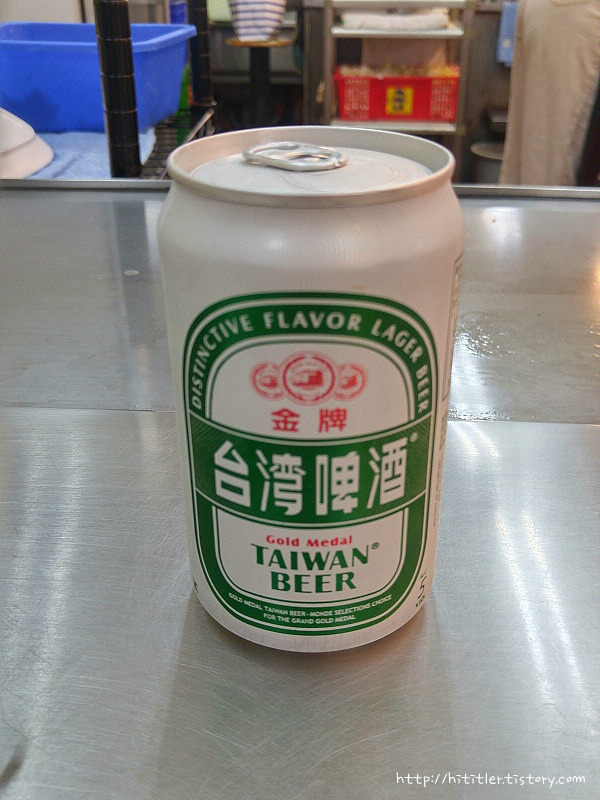 DISTINCTIVE FLAVOR LAGER BEER
金牌
台湾啤酒®
Gold Medal
TAIWAN®
BEER
GOLD MEDAL TAIWAN BEER-MONDE SELECTIONS CHOICE
FOR THE GRAND GOLD MEDAL
http://hititler.tistory.com